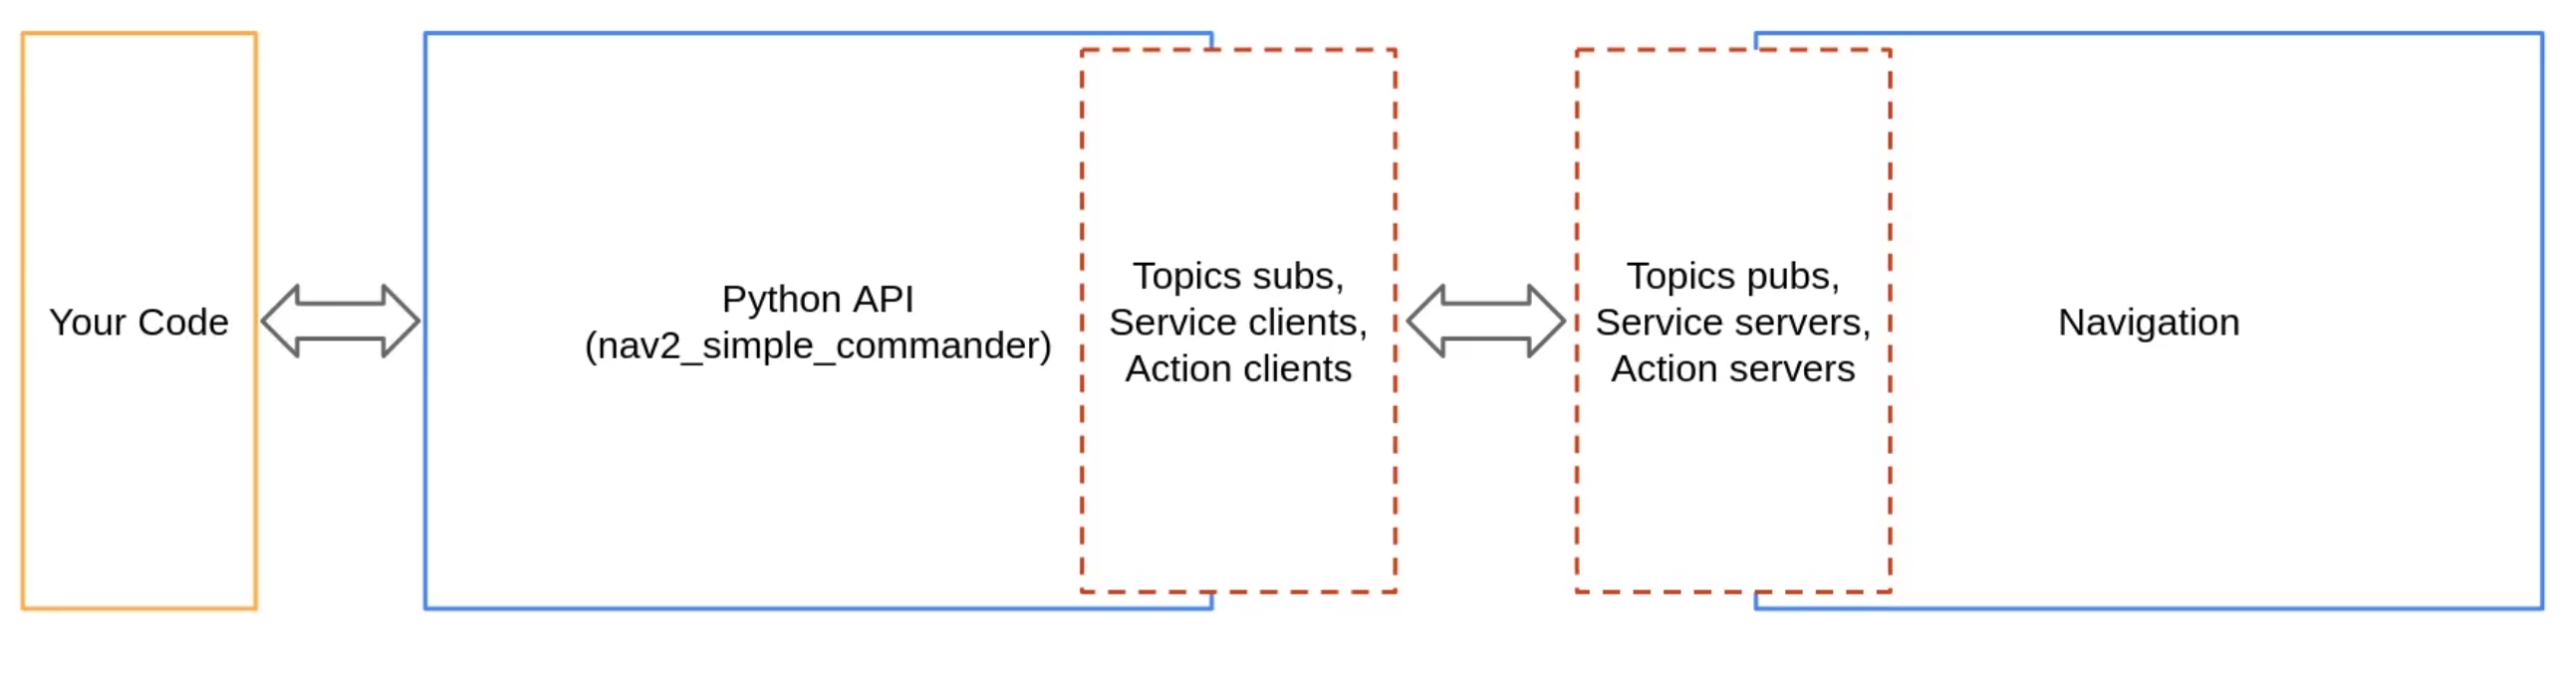 Your Code
Python API
(nav2_simple_commander)
Topics subs,
Service clients,
Action clients
Topics pubs,
Service servers,
Action servers
Navigation